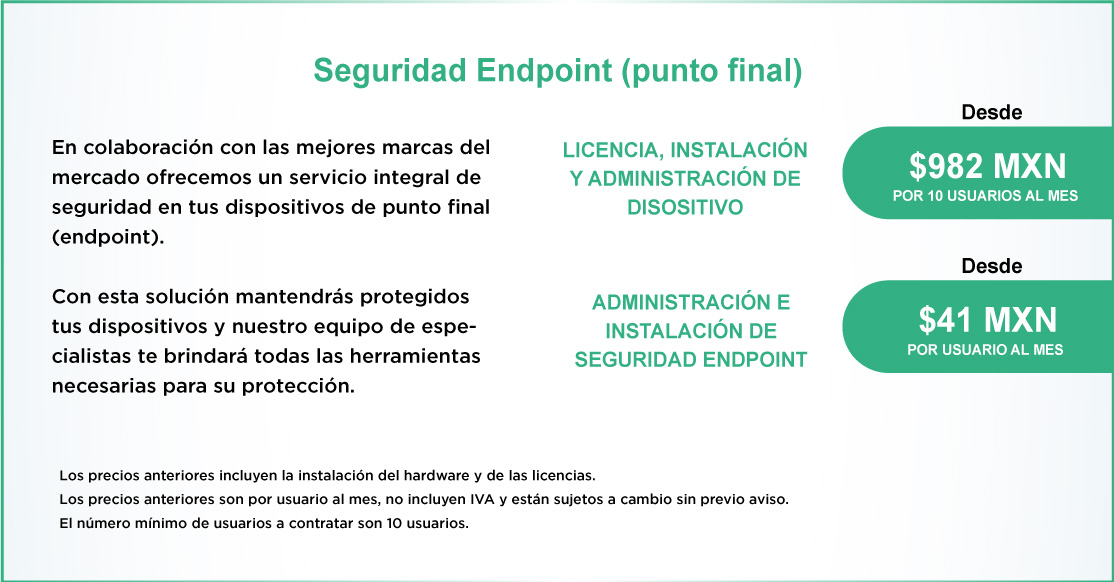 Seguridad Endpoint (punto final)
En colaboración con las mejores marcas del
mercado ofrecemos un servicio integral de
seguridad en tus dispositivos de punto final
(endpoint).
Con esta solución mantendrás protegidos
tus dispositivos y nuestro equipo de espe-
cialistas te brindará todas las herramientas
necesarias para su protección.
LICENCIA, INSTALACIÓN
Y ADMINISTRACIÓN DE
DISOSITIVO
Desde
$982 MXN
POR 10 USUARIOS AL MES
ADMINISTRACIÓN E
INSTALACIÓN DE
SEGURIDAD ENDPOINT
Desde
$41 MXN
POR USUARIO AL MES
Los precios anteriores incluyen la instalación del hardware y de las licencias.
Los precios anteriores son por usuario al mes, no incluyen IVA y están sujetos a cambio sin previo aviso.
El número mínimo de usuarios a contratar son 10 usuarios.